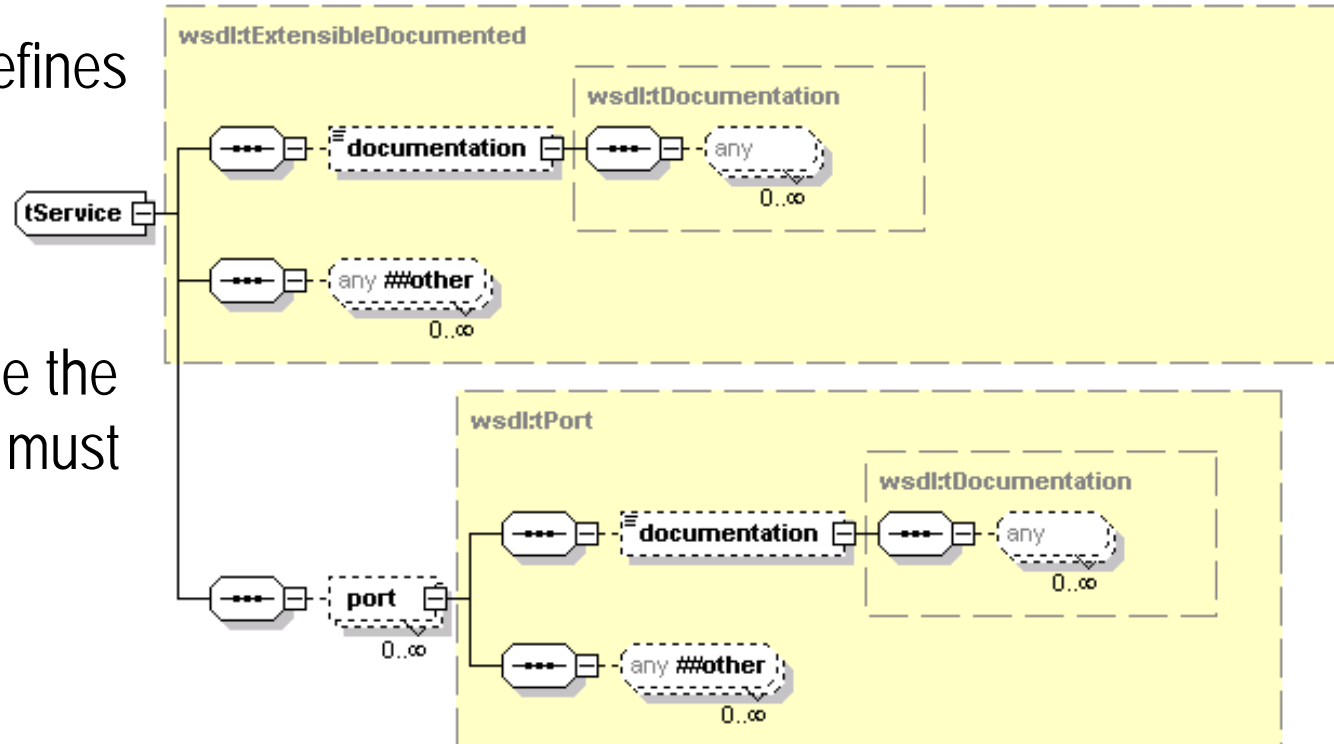 efines
e the
must
wsdl:tExtensibleDocumented
wsdl:tDocumentation
documentation
any
0..∞
tService
any ##other
0..∞
wsdl:tPort
wsdl:tDocumentation
documentation
any
0..∞
port
0..∞
any ##other
0..∞